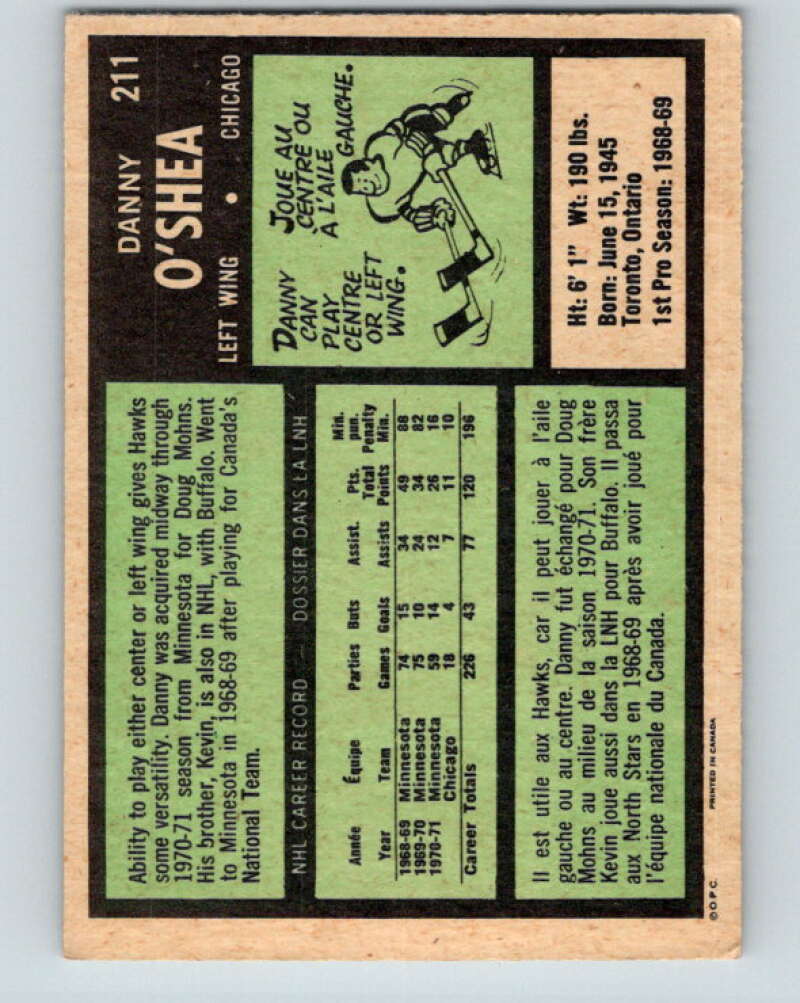 DANNY 211
O'SHEA
LEFT WING • CHICAGO
DANNY
CAN
PLAY
CENTRE
OR LEFT
WING.
JOUE AU
CENTRE OU
À L'AILE
GAUCHE.
Ht: 6' 1" Wt: 190 lbs.
Born: June 15, 1945
Toronto, Ontario
1st Pro Season: 1968-69
Ability to play either center or left wing gives Hawks
some versatility. Danny was acquired midway through
1970-71 season from Minnesota for Doug Mohns.
His brother, Kevin, is also in NHL, with Buffalo. Went
to Minnesota in 1968-69 after playing for Canada's
National Team.
NHL CAREER RECORD — DOSSIER DANS LA LNH
Année Équipe Parties Buts Assist. Pts. Total Min. pun.
Year Team Games Goals Assists Points Penalty Min.
1968-69 Minnesota 74 15 34 49 88
1969-70 Minnesota 75 10 24 34 82
1970-71 Minnesota 59 14 12 26 16
Chicago 18 4 7 11 10
Career Totals 226 43 77 120 196
Il est utile aux Hawks, car il peut jouer à l'aile
gauche ou au centre. Danny fut échangé pour Doug
Mohns au milieu de la saison 1970-71. Son frère
Kevin joue aussi dans la LNH pour Buffalo. Il passa
aux North Stars en 1968-69 après avoir joué pour
l'équipe nationale du Canada.
© O.P.C. PRINTED IN CANADA